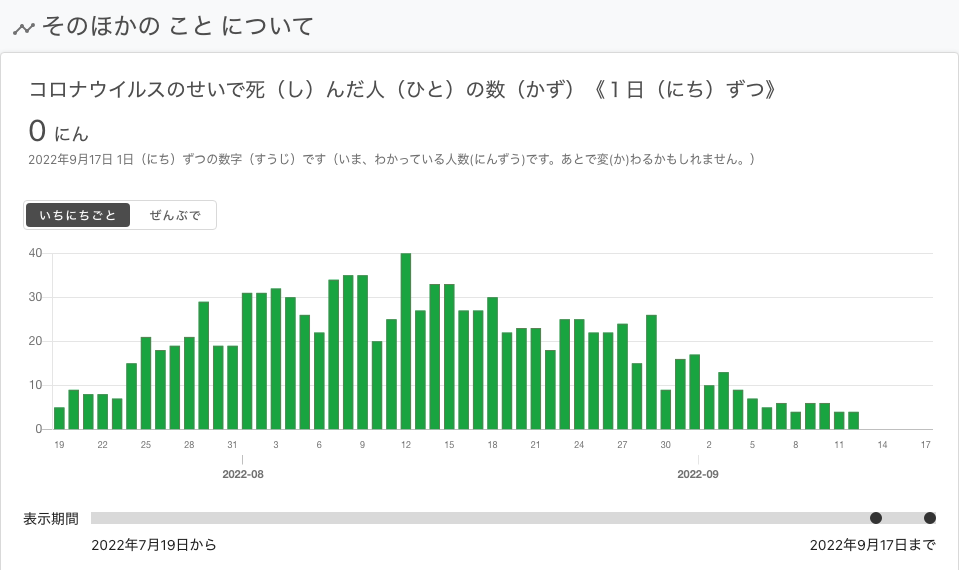 そのほかの こと について
コロナウイルスのせいで死（し）んだ人（ひと）の数（かず）《１日（にち）ずつ》
0 にん
2022年9月17日 1日（にち）ずつの数字（すうじ）です（いま、わかっている人数(にんずう)です。あとで変(か)わるかもしれません。）
いちにちごと ぜんぶで
40
30
20
10
0
19 22 25 28 31 3 6 9 12 15 18 21 24 27 30 2 5 8 11 14 17
2022-08 2022-09
表示期間
2022年7月19日から 2022年9月17日まで